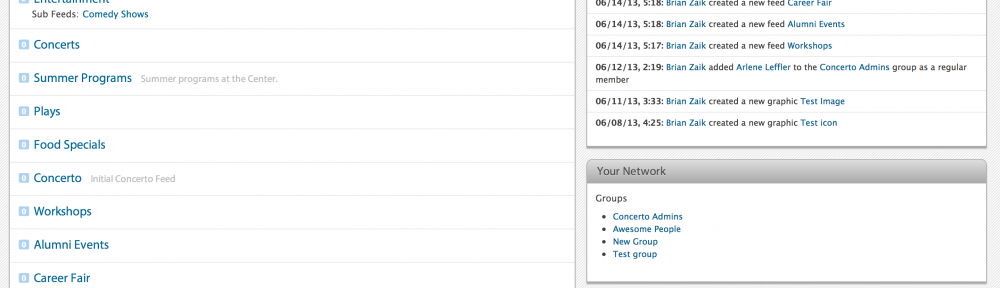 Entertainment
Sub Feeds: Comedy Shows
0 Concerts
0 Summer Programs Summer programs at the Center.
0 Plays
0 Food Specials
0 Concerto Initial Concerto Feed
0 Workshops
0 Alumni Events
0 Career Fair
06/14/13, 5:18: Brian Zaik created a new feed Career Fair
06/14/13, 5:18: Brian Zaik created a new feed Alumni Events
06/14/13, 5:17: Brian Zaik created a new feed Workshops
06/12/13, 2:19: Brian Zaik added Arlene Leffler to the Concerto Admins group as a regular
member
06/11/13, 3:33: Brian Zaik created a new graphic Test Image
06/08/13, 4:25: Brian Zaik created a new graphic Test icon
Your Network
Groups
Concerto Admins
Awesome People
New Group
Test group